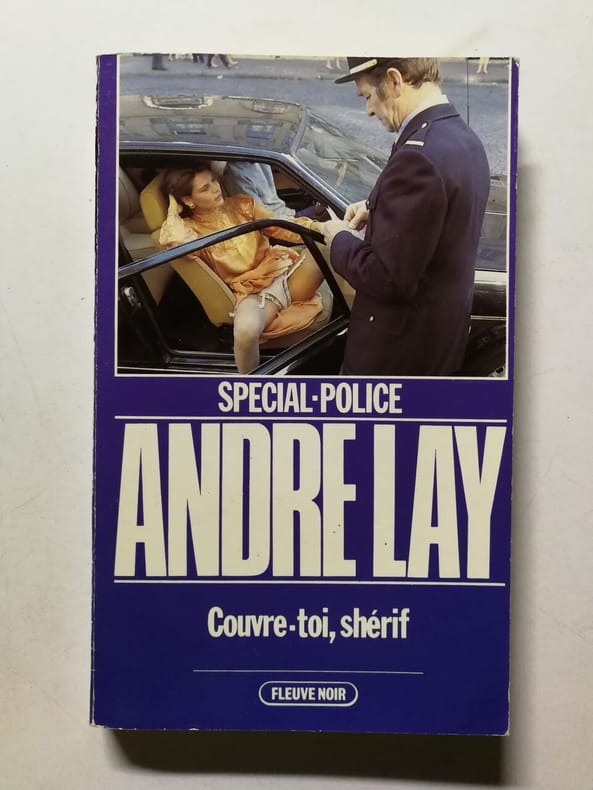 SPECIAL-POLICE
ANDRE LAY
Couvre-toi, shérif
FLEUVE NOIR